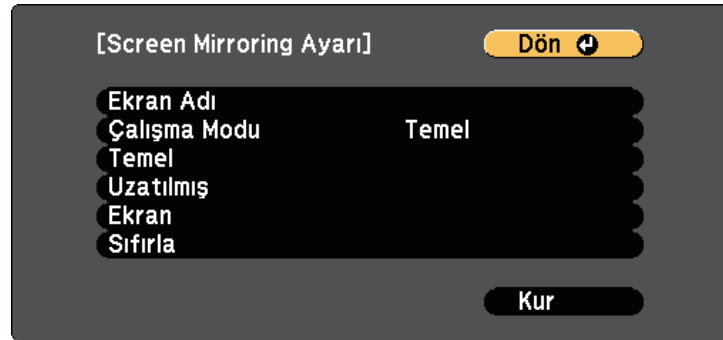 [Screen Mirroring Ayarı]
Dön
Ekran Adı
Çalışma Modu Temel
Temel
Uzatılmış
Ekran
Sıfırla
Kur